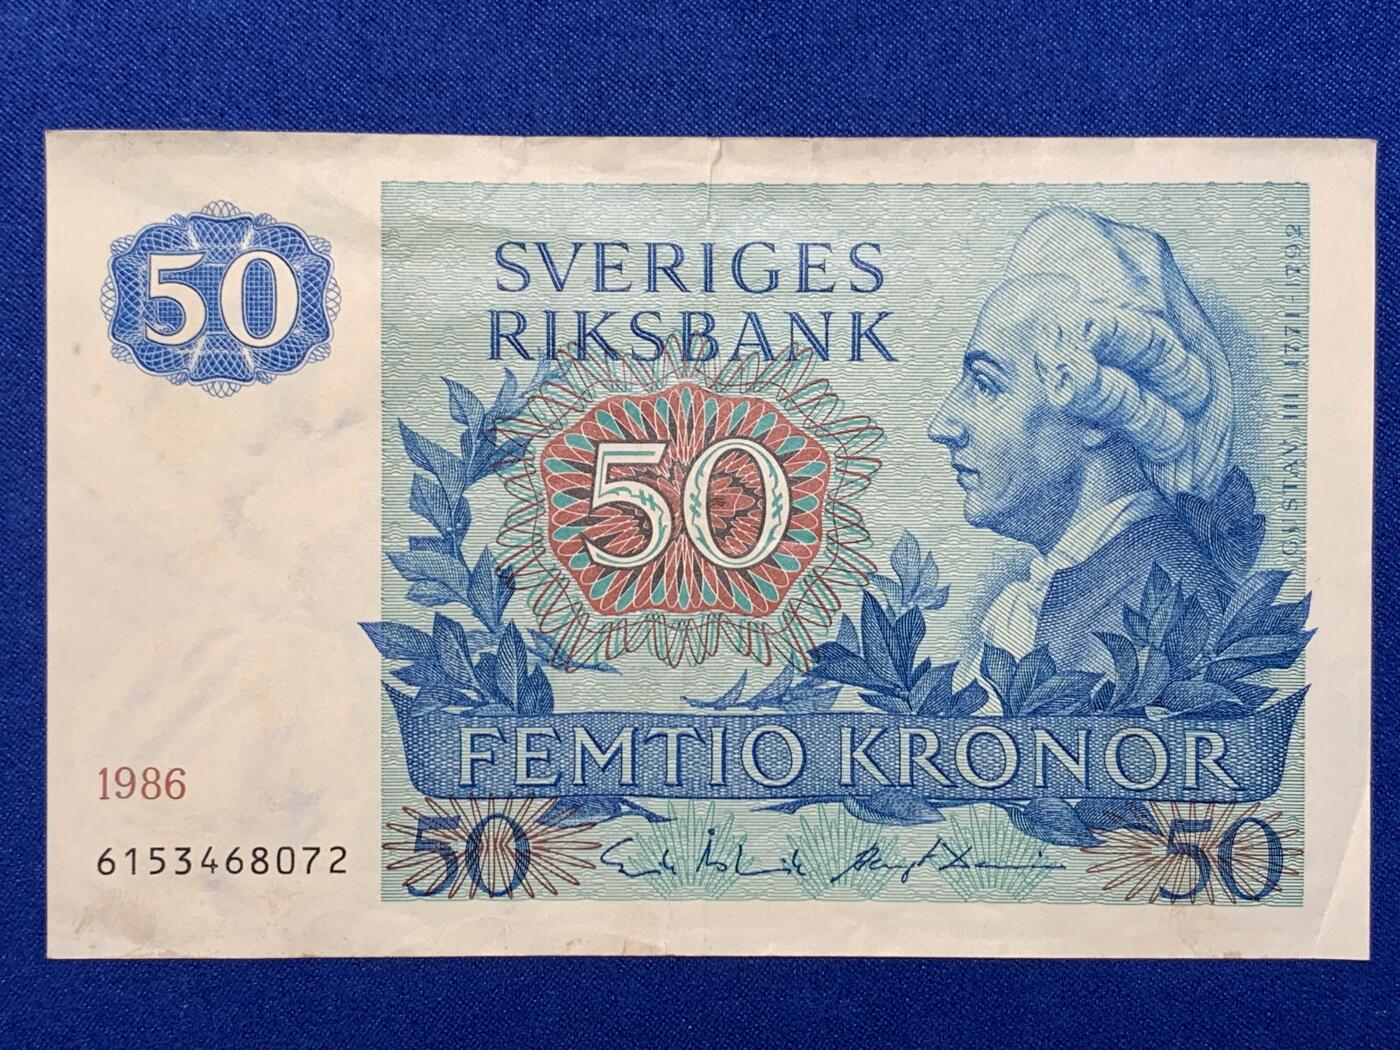 50
SVERIGES
RIKSBANK
50
GUSTAV III 1771-1792
FEMTIO KRONOR
1986
6153468072
50
50